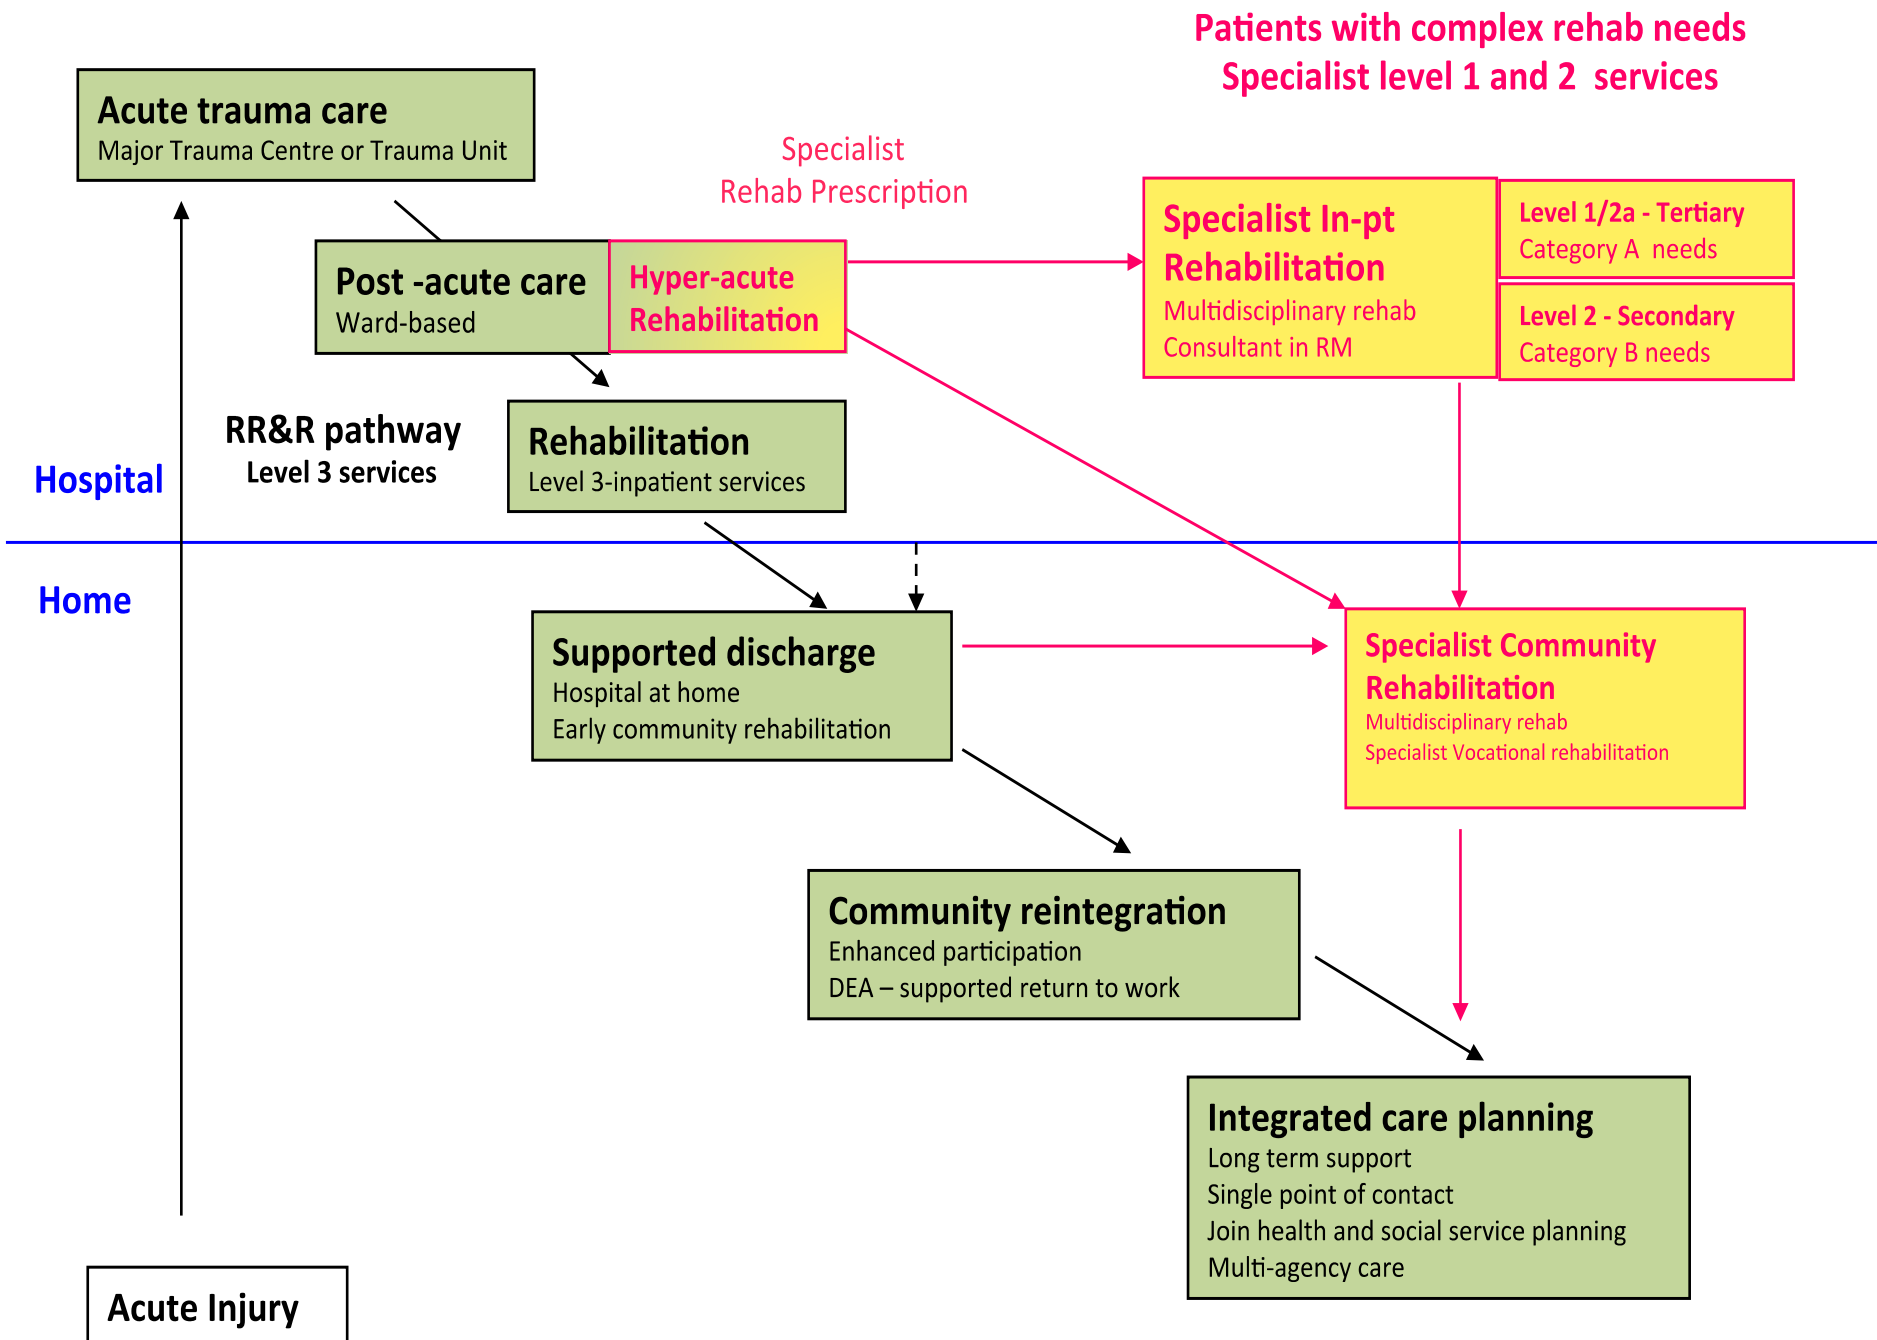 Patients with complex rehab needs
Specialist level 1 and 2 services
Acute trauma care
Major Trauma Centre or Trauma Unit
Specialist
Rehab Prescription
Specialist In-pt
Rehabilitation
Multidisciplinary rehab
Consultant in RM
Level 1/2a - Tertiary
Category A needs
Level 2 - Secondary
Category B needs
Post -acute care
Ward-based
Hyper-acute
Rehabilitation
RR&R pathway
Level 3 services
Rehabilitation
Level 3-inpatient services
Hospital
Home
Supported discharge
Hospital at home
Early community rehabilitation
Specialist Community
Rehabilitation
Multidisciplinary rehab
Specialist Vocational rehabilitation
Community reintegration
Enhanced participation
DEA – supported return to work
Integrated care planning
Long term support
Single point of contact
Join health and social service planning
Multi-agency care
Acute Injury